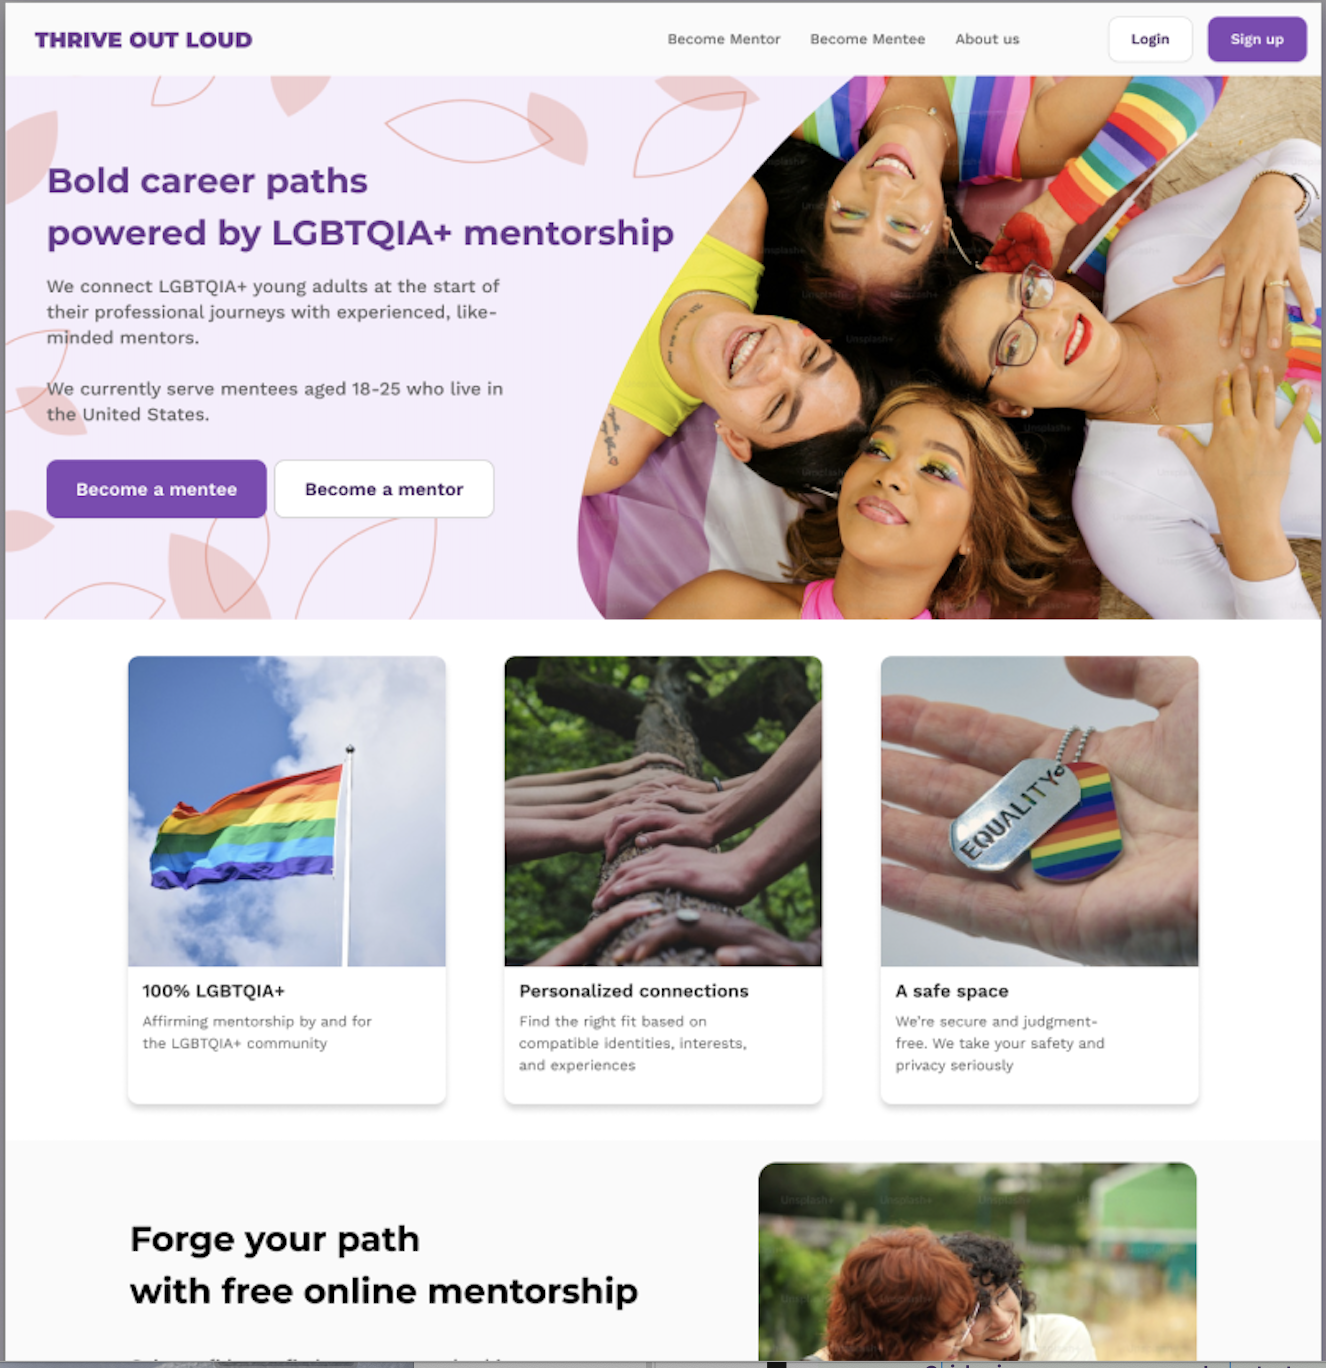 THRIVE OUT LOUD
Become Mentor
Become Mentee
About us
Login
Sign up
Bold career paths
powered by LGBTQIA+ mentorship
We connect LGBTQIA+ young adults at the start of
their professional journeys with experienced, like-
minded mentors.
We currently serve mentees aged 18-25 who live in
the United States.
Become a mentee
Become a mentor
Unsplash+
EQUALITY
100% LGBTQIA+
Affirming mentorship by and for
the LGBTQIA+ community
Personalized connections
Find the right fit based on
compatible identities, interests,
and experiences
A safe space
We're secure and judgment-
free. We take your safety and
privacy seriously
Forge your path
with free online mentorship
Unsplash+